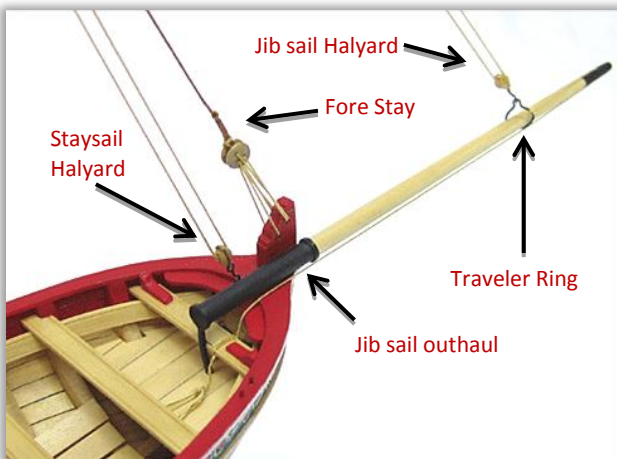 Jib sail Halyard
Fore Stay
Staysail
Halyard
Traveler Ring
Jib sail outhaul